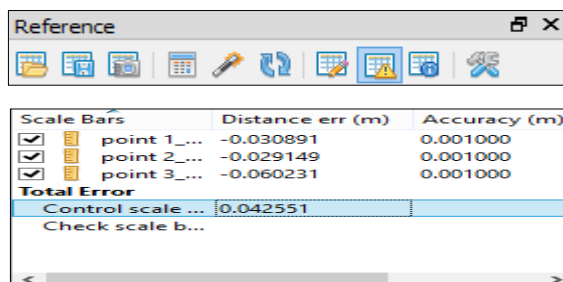 Reference
Scale Bars Distance err (m) Accuracy (m)
point 1_... -0.030891 0.001000
point 2_... -0.029149 0.001000
point 3_... -0.060231 0.001000
Total Error
Control scale ... 0.042551
Check scale b...